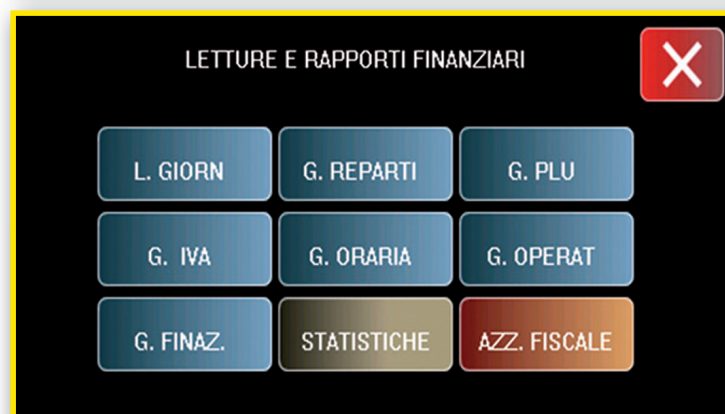 LETTURE E RAPPORTI FINANZIARI
L. GIORN
G. REPARTI
G. PLU
G. IVA
G. ORARIA
G. OPERAT
G. FINAZ.
STATISTICHE
AZZ. FISCALE